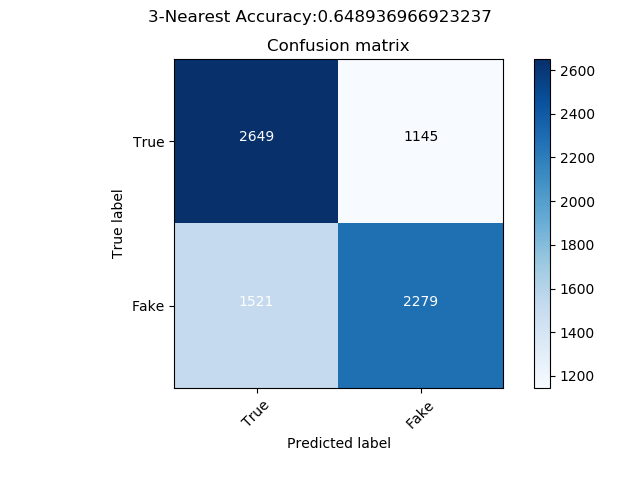 3-Nearest Accuracy:0.648936966923237
Confusion matrix
2600
2400
2200
2000
1800
1600
1400
1200
True label
True
2649 1145
Fake
1521 2279
True Fake
Predicted label